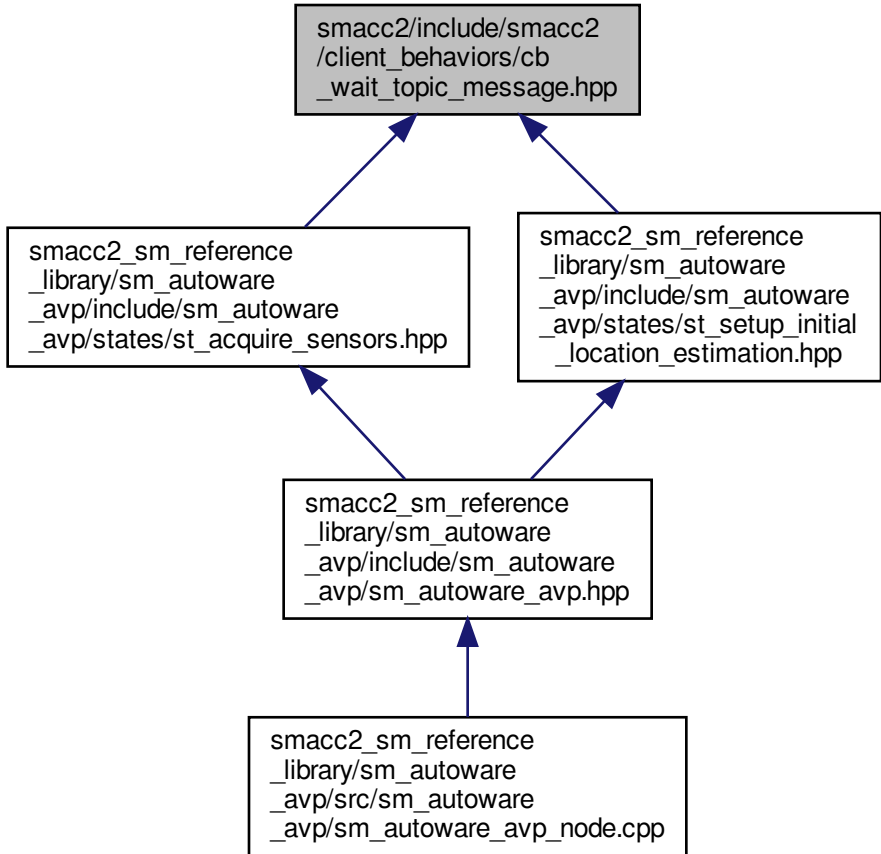 smacc2/include/smacc2
/client_behaviors/cb
_wait_topic_message.hpp
smacc2_sm_reference
_library/sm_autoware
_avp/include/sm_autoware
_avp/states/st_acquire_sensors.hpp
smacc2_sm_reference
_library/sm_autoware
_avp/include/sm_autoware
_avp/states/st_setup_initial
_location_estimation.hpp
smacc2_sm_reference
_library/sm_autoware
_avp/include/sm_autoware
_avp/sm_autoware_avp.hpp
smacc2_sm_reference
_library/sm_autoware
_avp/src/sm_autoware
_avp/sm_autoware_avp_node.cpp